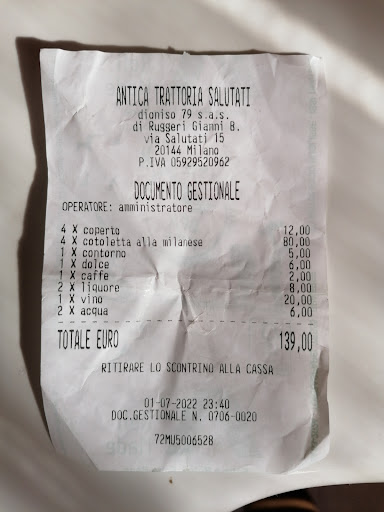 ANTICA TRATTORIA SALUTATI
dioniso 79 s.a.s.
di Ruggeri Gianni B.
via Salutati 15
20144 Milano
P.IVA 05929520962
DOCUMENTO GESTIONALE
OPERATORE: amministratore
4 X coperto 12,00
4 X cotoletta alla milanese 80,00
1 X contorno 5,00
1 X dolce 6,00
1 X caffe 2,00
2 X liquore 8,00
1 X vino 20,00
2 X acqua 6,00
TOTALE EURO 139,00
RITIRARE LO SCONTRINO ALLA CASSA
01-07-2022 23:40
DOC.GESTIONALE N. 0706-0020
72MU5006528